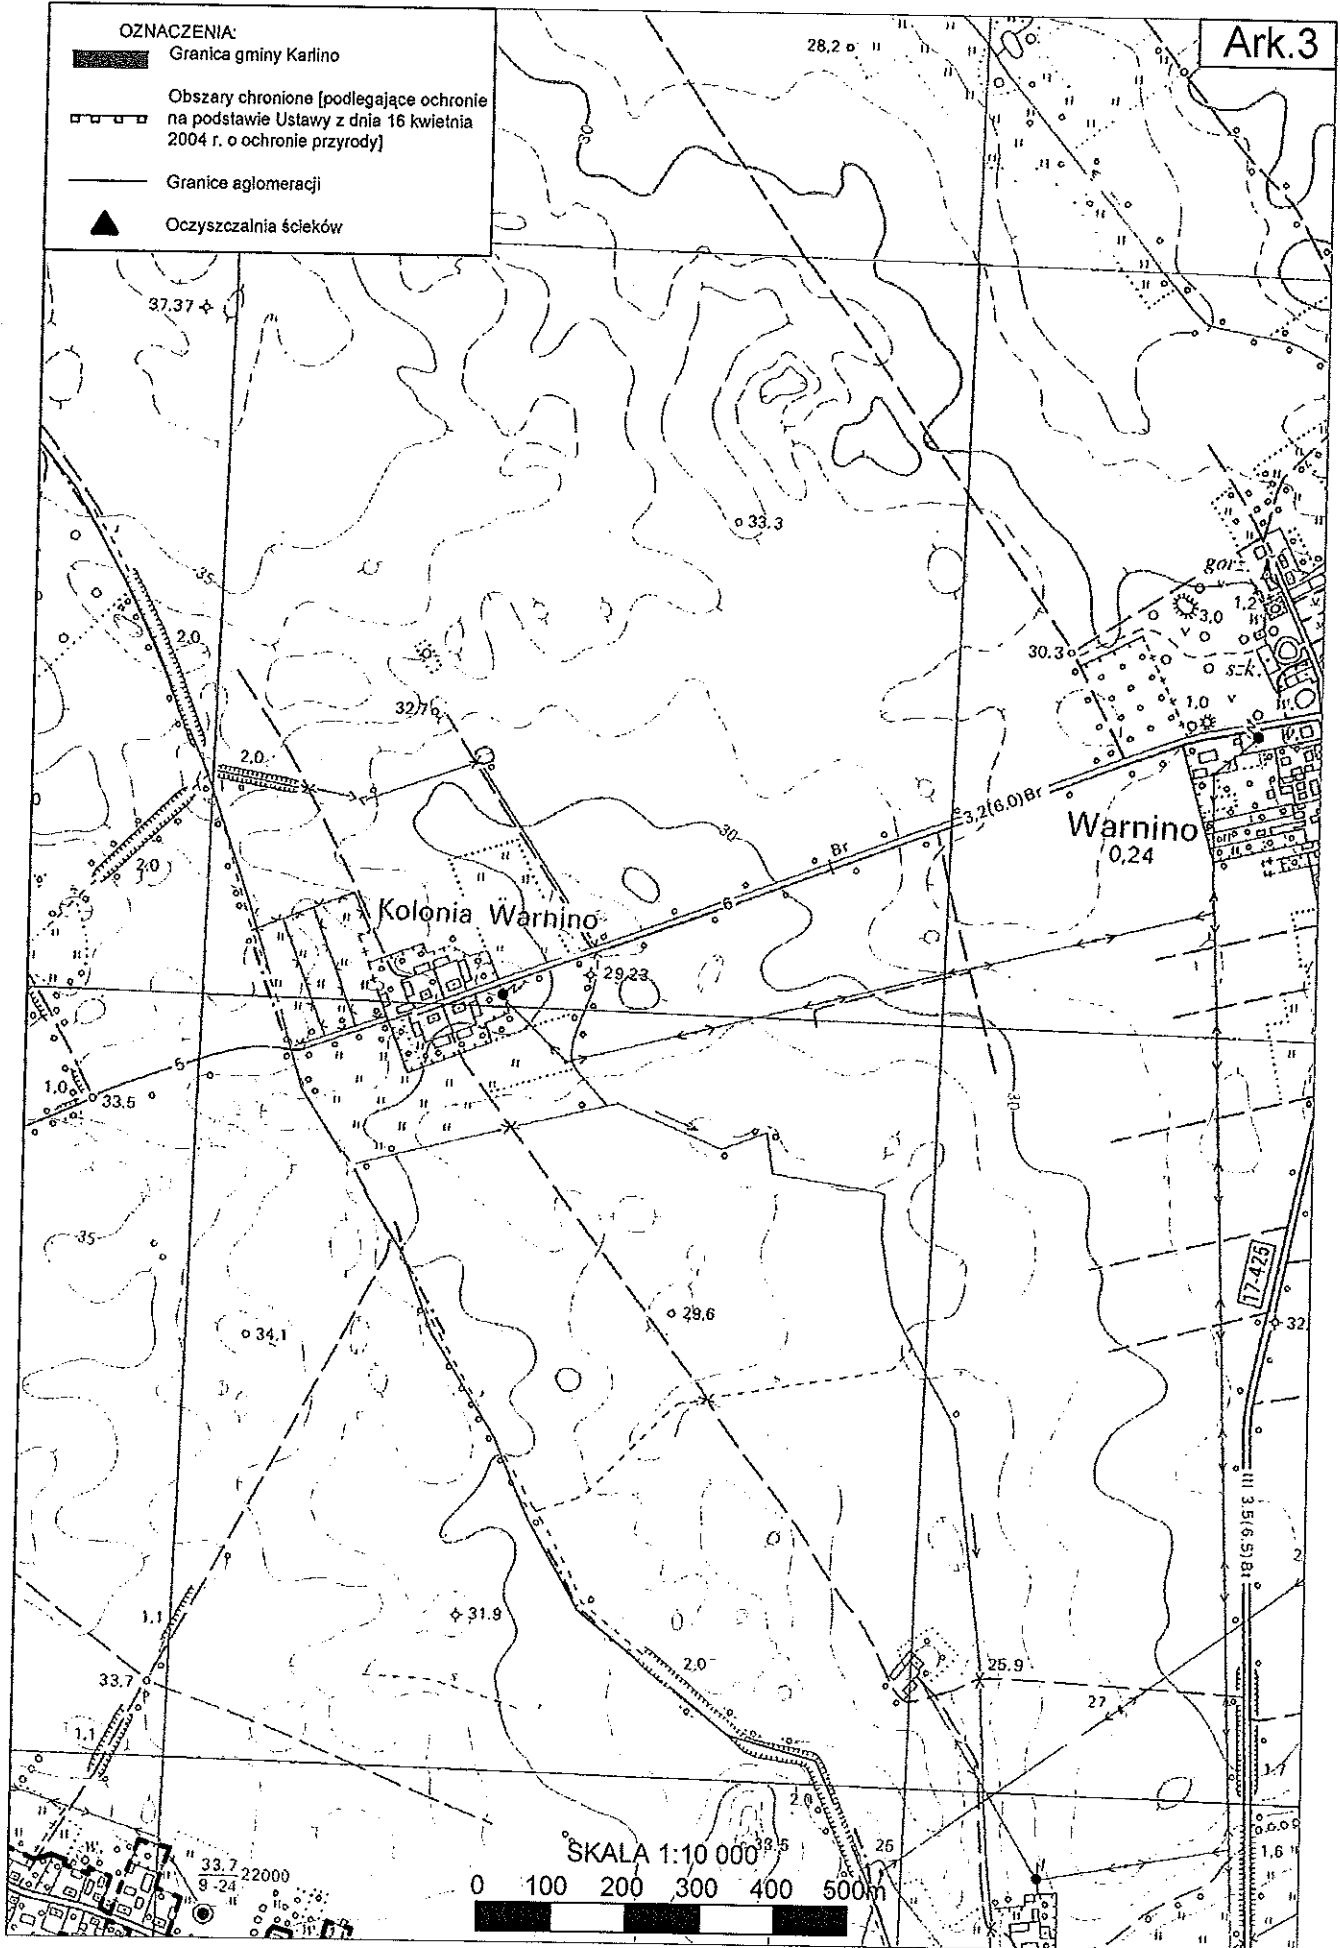 OZNACZENIA:
Granica gminy Karlino
Obszary chronione [podlegające ochronie
na podstawie Ustawy z dnia 16 kwietnia
2004 r. o ochronie przyrody]
Granice aglomeracji
Oczyszczalnia ścieków
Ark.3
28,2
30
37.37
33.3
35
2.0
gorz.
1,2
3,0
30.3
szk.
1,0
32,7
2.0
2.0
30
3,2(6,0)Br
Br
Warnino
0,24
6
Kolonia Warnino
29.23
1.0
33.5
6
30
35
17-425
34.1
29,6
32
3,5(6,5)Bt
2
1.1
31.9
33.7
2.0
25.9
27
1.1
1,7
2.0
33.5
25
1,6
33.7
22000
9-24
SKALA 1:10 000
0 100 200 300 400 500m